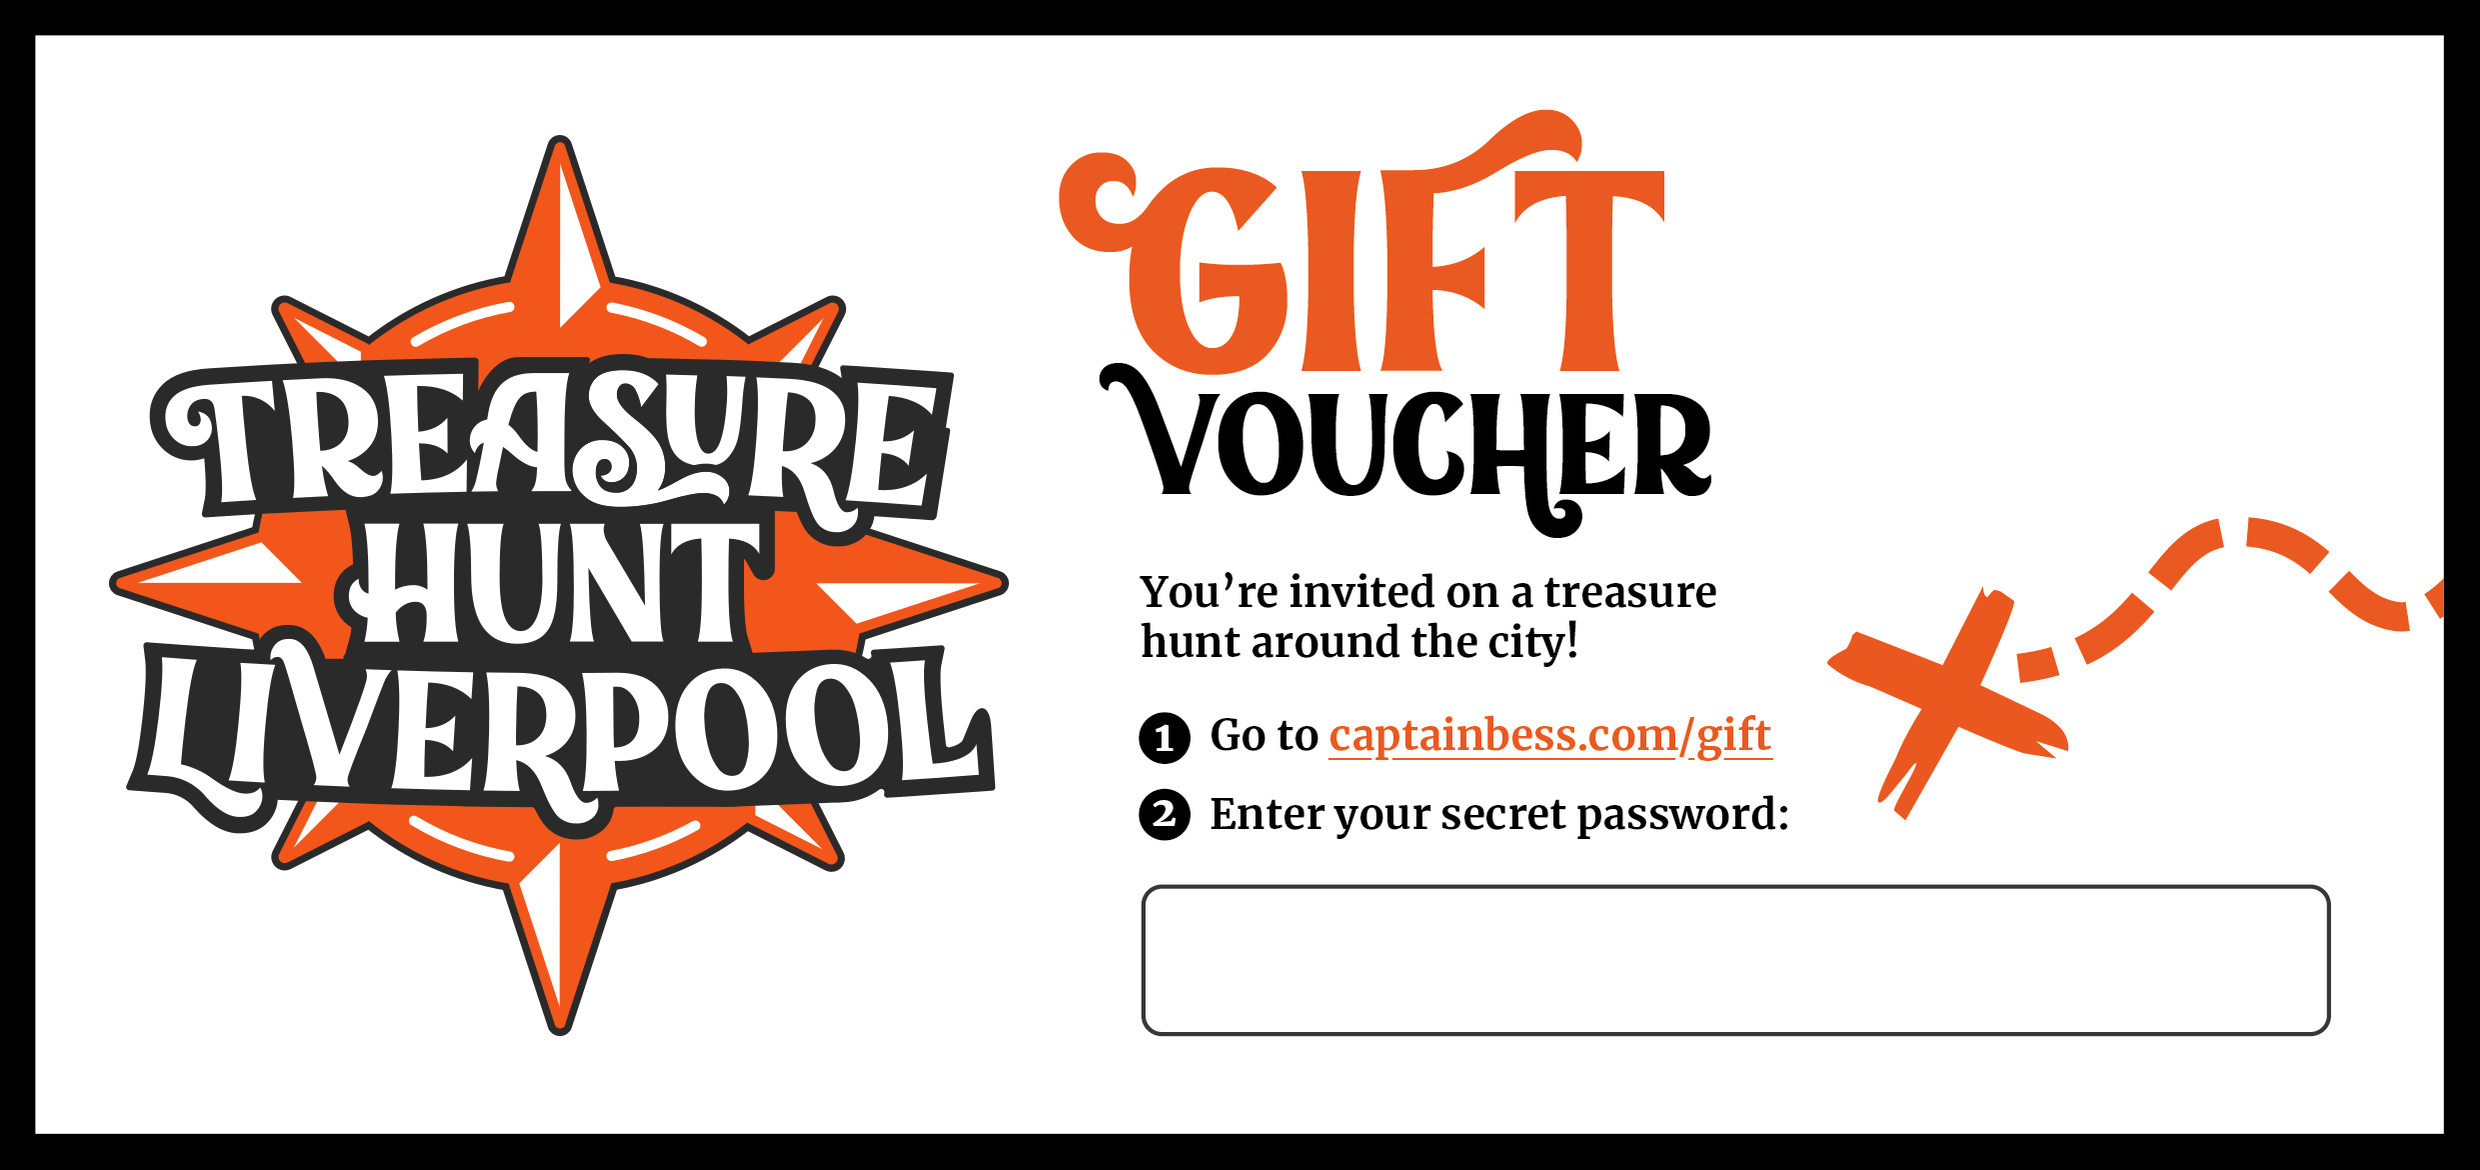 TREASURE
HUNT
LIVERPOOL
GIFT
VOUCHER
You’re invited on a treasure
hunt around the city!
1 Go to captainbess.com/gift
2 Enter your secret password: